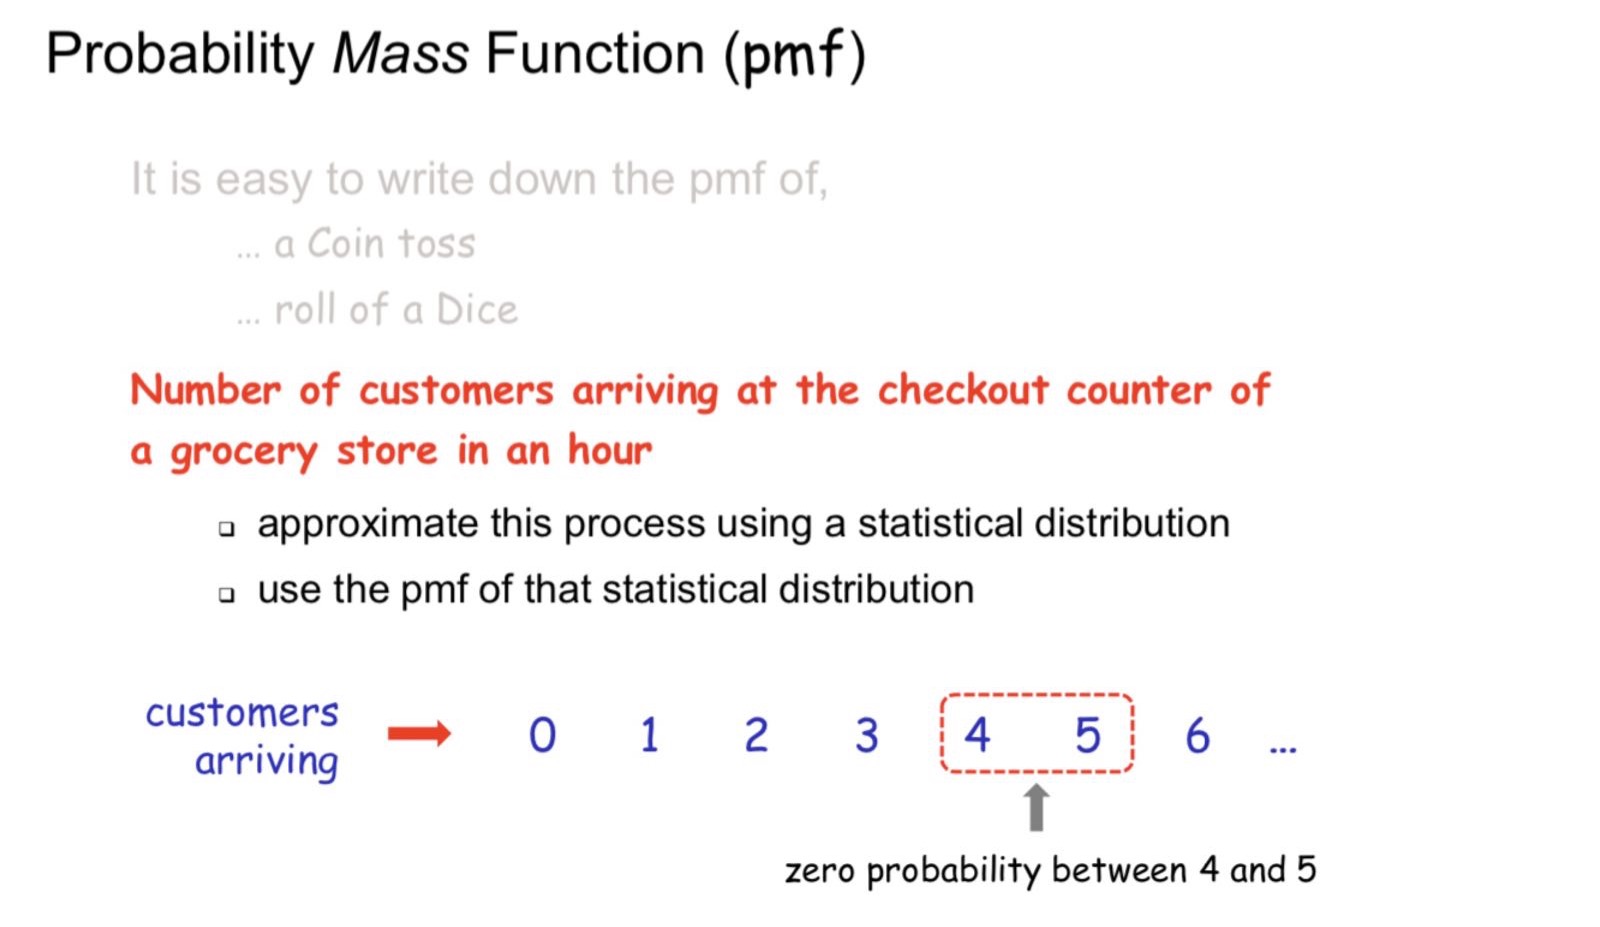 Probability Mass Function (pmf)
It is easy to write down the pmf of,
... a Coin toss
... roll of a Dice
Number of customers arriving at the checkout counter of
a grocery store in an hour
❑ approximate this process using a statistical distribution
❑ use the pmf of that statistical distribution
customers
arriving
0 1 2 3 4 5 6 ...
zero probability between 4 and 5